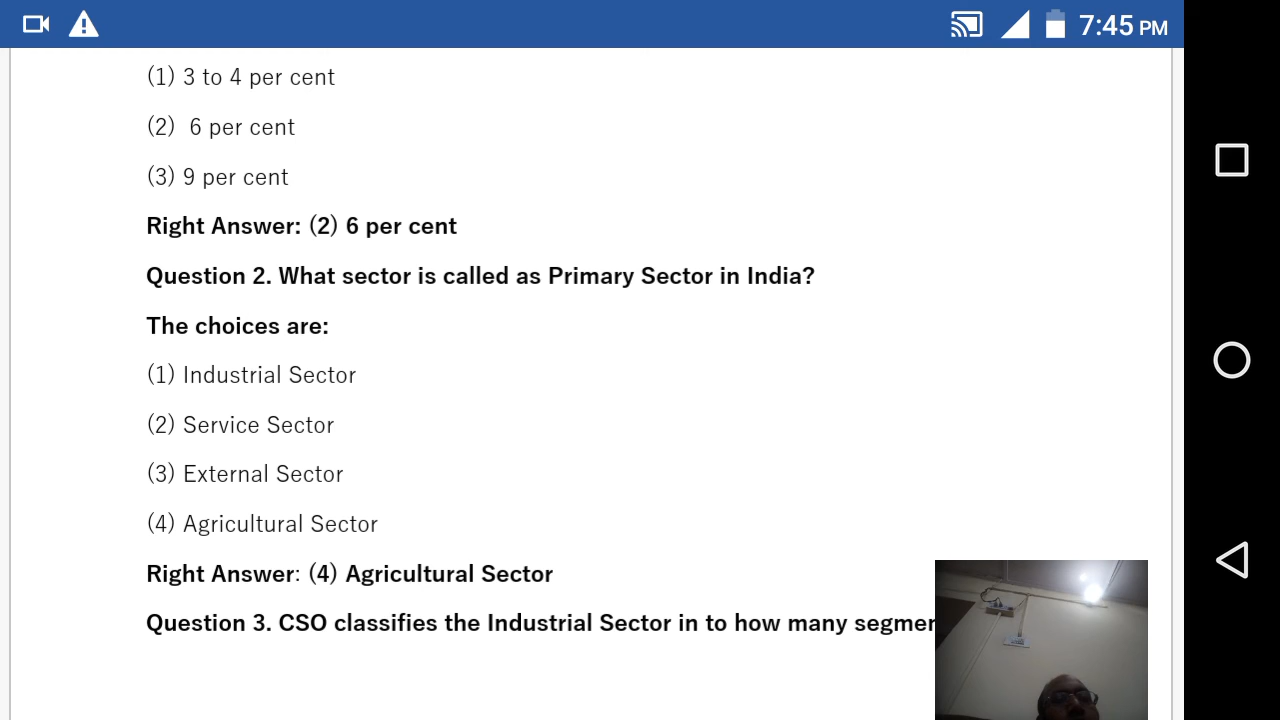 7:45 PM
(1) 3 to 4 per cent
(2) 6 per cent
(3) 9 per cent
Right Answer: (2) 6 per cent
Question 2. What sector is called as Primary Sector in India?
The choices are:
(1) Industrial Sector
(2) Service Sector
(3) External Sector
(4) Agricultural Sector
Right Answer: (4) Agricultural Sector
Question 3. CSO classifies the Industrial Sector in to how many